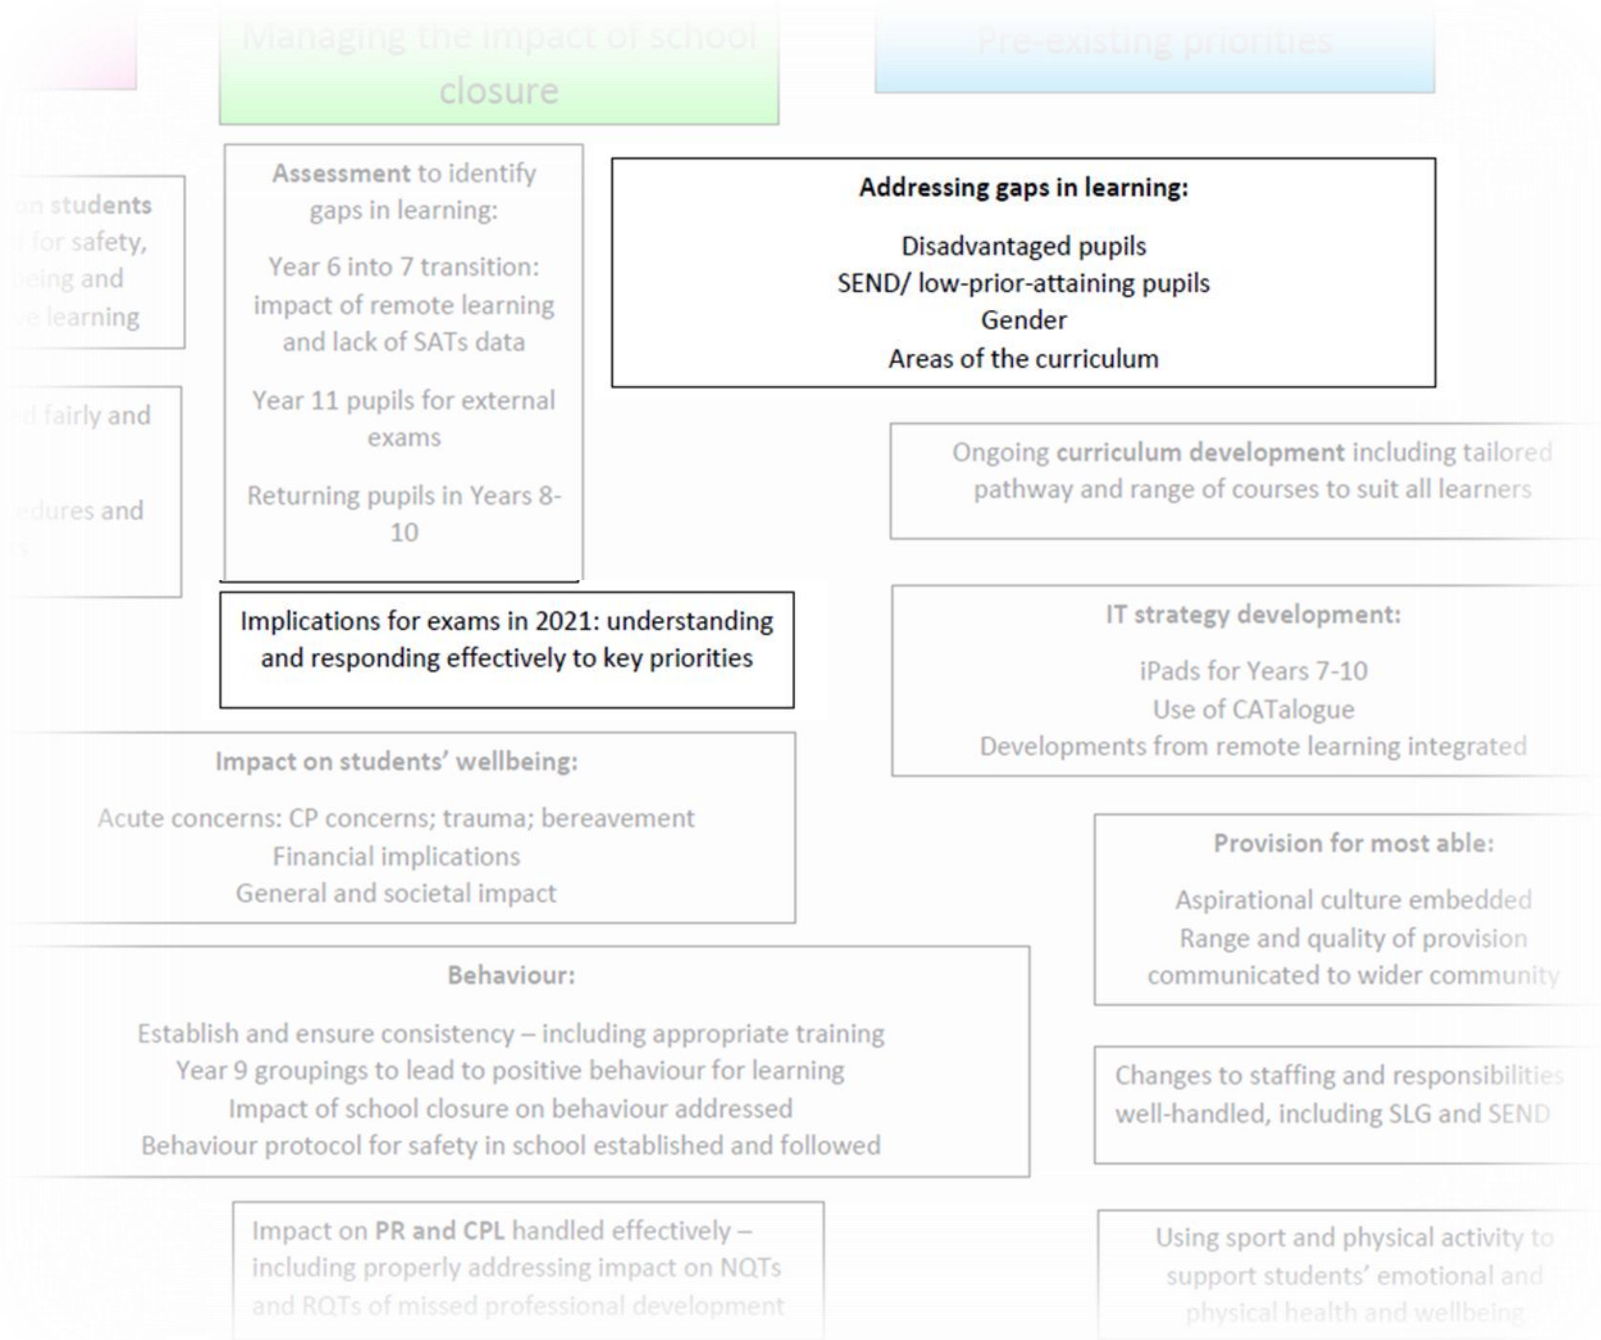 Managing the impact of school
closure
Pre-existing priorities
on students
for safety,
being and
learning
fairly and
and
Assessment to identify
gaps in learning:
Year 6 into 7 transition:
impact of remote learning
and lack of SATs data
Year 11 pupils for external
exams
Returning pupils in Years 8-
10
Addressing gaps in learning:
Disadvantaged pupils
SEND/ low-prior-attaining pupils
Gender
Areas of the curriculum
Implications for exams in 2021: understanding
and responding effectively to key priorities
Ongoing curriculum development including tailored
pathway and range of courses to suit all learners
IT strategy development:
iPads for Years 7-10
Use of CATalogue
Developments from remote learning integrated
Impact on students’ wellbeing:
Acute concerns: CP concerns; trauma; bereavement
Financial implications
General and societal impact
Provision for most able:
Aspirational culture embedded
Range and quality of provision
communicated to wider community
Behaviour:
Establish and ensure consistency – including appropriate training
Year 9 groupings to lead to positive behaviour for learning
Impact of school closure on behaviour addressed
Behaviour protocol for safety in school established and followed
Changes to staffing and responsibilities
well-handled, including SLG and SEND
Impact on PR and CPL handled effectively –
including properly addressing impact on NQTs
and RQTs of missed professional development
Using sport and physical activity to
support students’ emotional and
physical health and wellbeing